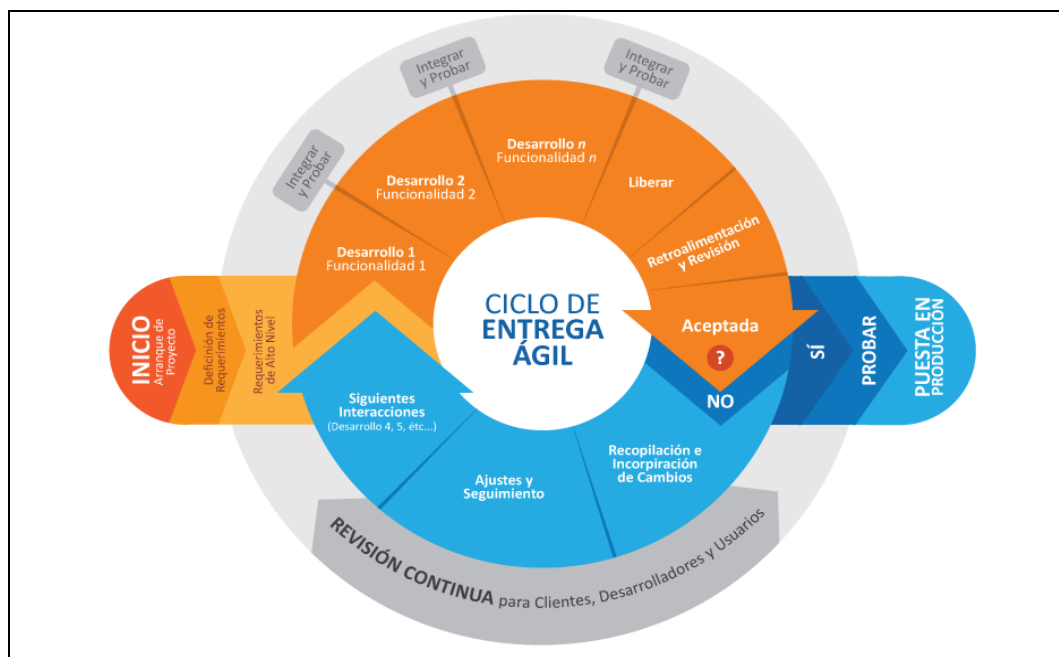 INICIO
Arranque de
Proyecto
Deficinión de
Requerimientos
Requerimientos
de Alto Nivel
Desarrollo 1
Funcionalidad 1
Integrar
y Probar
Desarrollo 2
Funcionalidad 2
Integrar
y Probar
Desarrollo n
Funcionalidad n
Integrar
y Probar
Liberar
Retroalimentación
y Revisión
Aceptada
?
SÍ
PROBAR
PUESTA EN
PRODUCCIÓN
NO
Recopilación e
Incorpiración
de Cambios
Ajustes y
Seguimiento
Siguientes
Interacciones
(Desarrollo 4, 5, étc...)
CICLO DE
ENTREGA
ÁGIL
REVISIÓN CONTINUA para Clientes, Desarrolladores y Usuarios